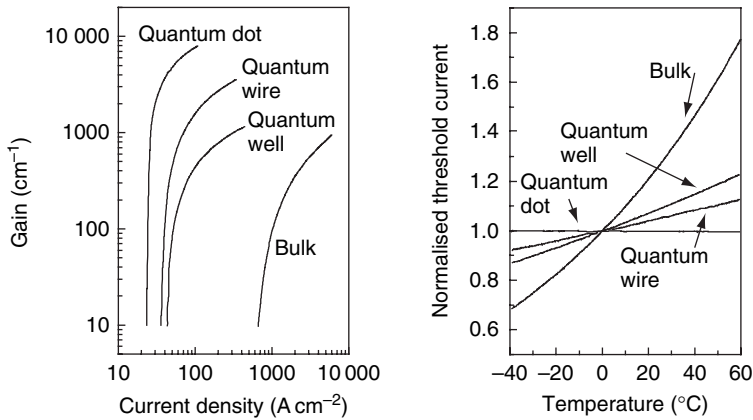 10 000
1000
100
10
Gain (cm−1)
Quantum dot
Quantum
wire
Quantum
well
Bulk
10
100
1000
10 000
Current density (A cm−2)
1.8
1.6
1.4
1.2
1.0
0.8
0.6
Normalised threshold current
Bulk
Quantum
well
Quantum
dot
Quantum
wire
−40
−20
0
20
40
60
Temperature (°C)